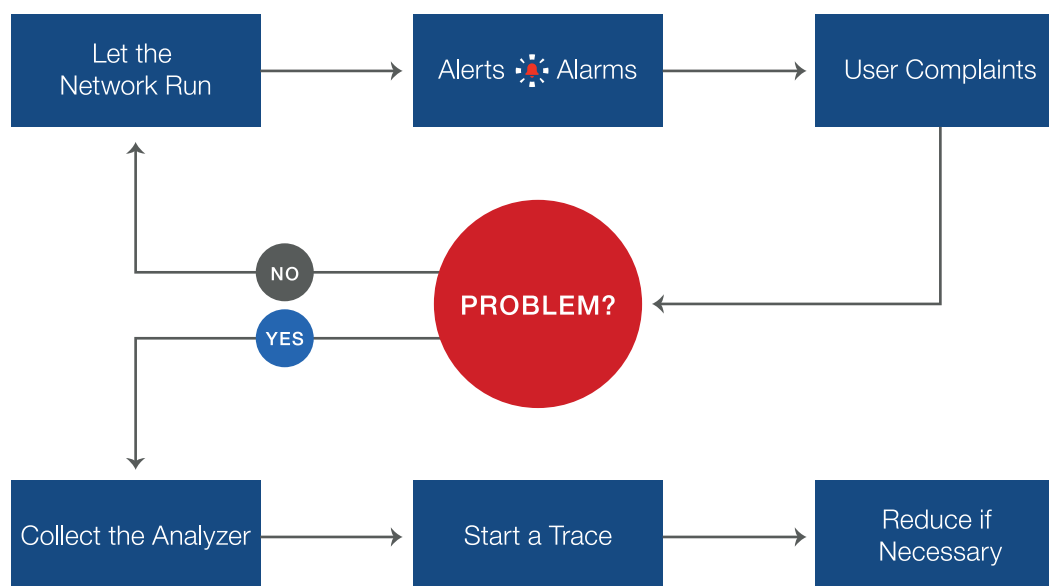 Let the
Network Run
Alerts Alarms
User Complaints
NO
PROBLEM?
YES
Collect the Analyzer
Start a Trace
Reduce if
Necessary